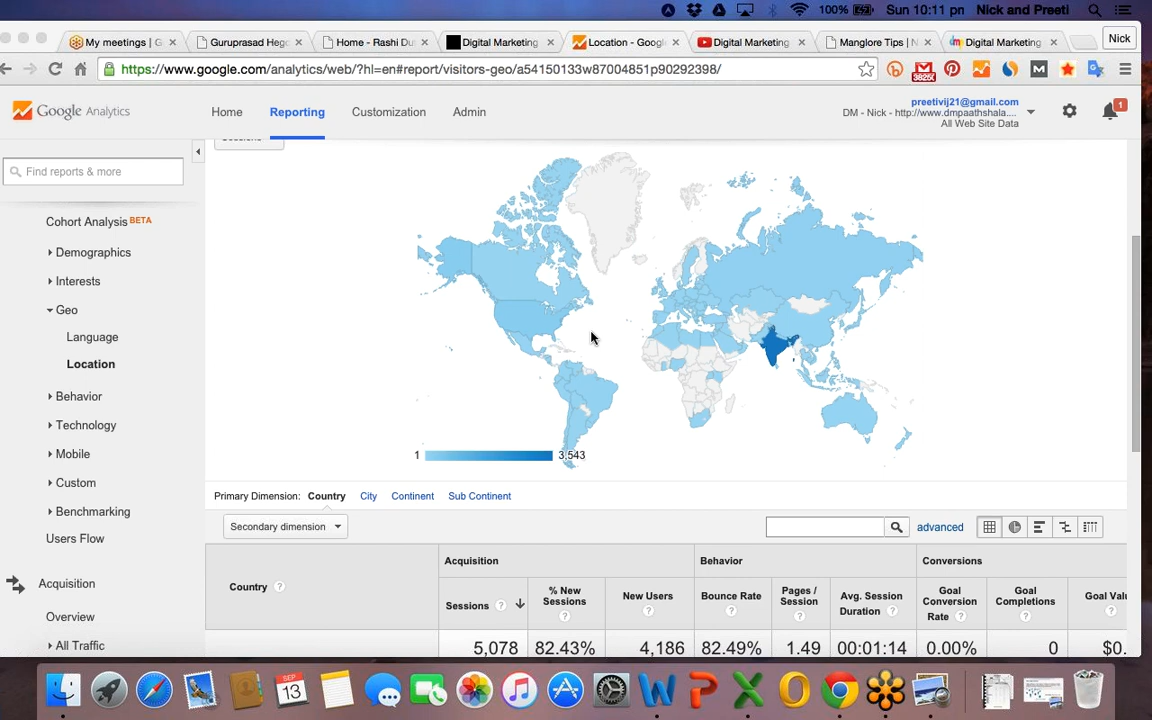 100% Sun 10:11 pn Nick and Preeti
My meetings | G Guruprasad Heg Home - Rashi Du Digital Marketing Location - Goog Digital Marketing Manglore Tips | N Digital Marketing Nick
https://www.google.com/analytics/web/?hl=en#report/visitors-geo/a54150133w87004851p90292398/
Google Analytics Home Reporting Customization Admin
preetivij21@gmail.com
DM - Nick - http://www.dmpaathshala....
All Web Site Data
1
Find reports & more
Cohort Analysis BETA
Demographics
Interests
Geo
Language
Location
Behavior
Technology
Mobile
Custom
Benchmarking
Users Flow
Acquisition
Overview
All Traffic
1 3,543
Primary Dimension: Country City Continent Sub Continent
Secondary dimension advanced
Country
Acquisition Behavior Conversions
Sessions % New Sessions New Users Bounce Rate Pages / Session Avg. Session Duration Goal Conversion Rate Goal Completions Goal Valu
5,078 82.43% 4,186 82.49% 1.49 00:01:14 0.00% 0 $0.
SEP
13